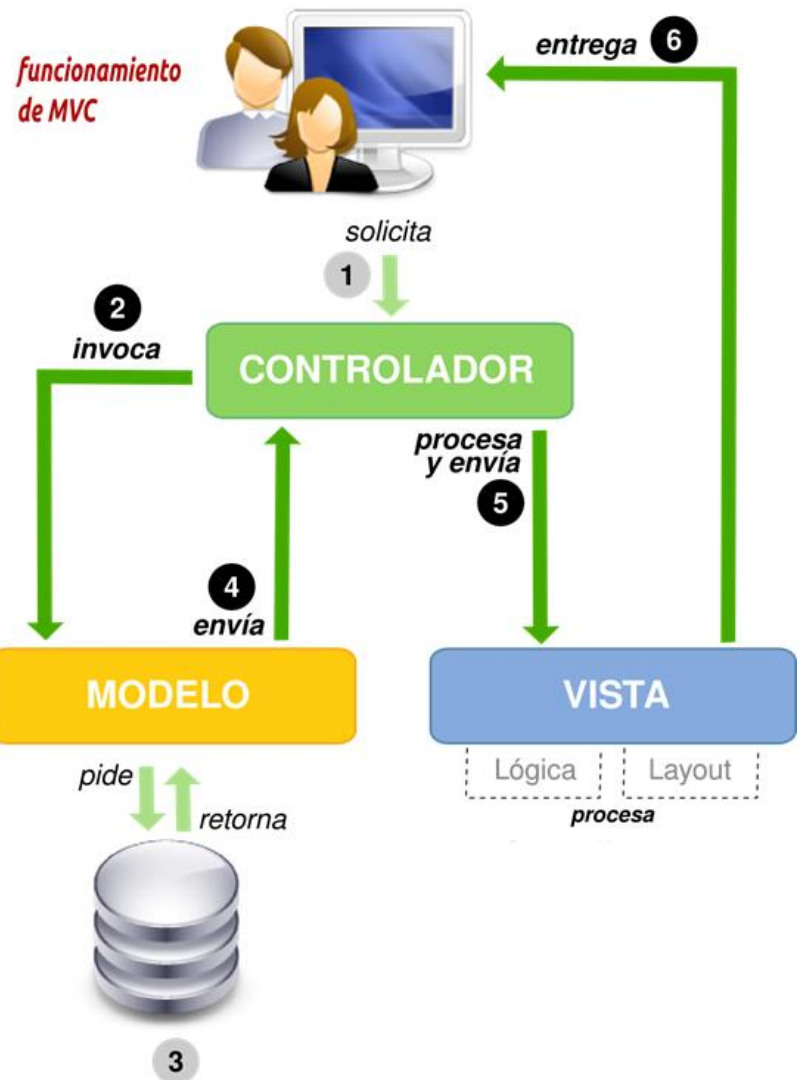 funcionamiento
de MVC
entrega 6
solicita
1
2
invoca
CONTROLADOR
procesa
y envía
5
4
envía
MODELO
VISTA
pide
retorna
Lógica
Layout
procesa
3